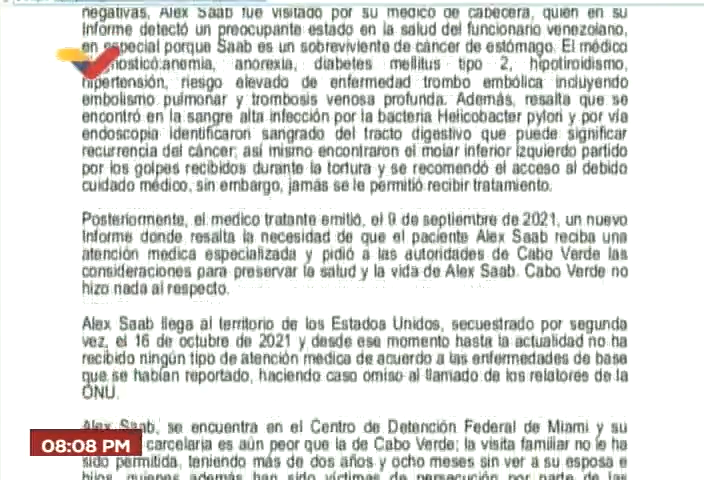 negativas, Alex Saab fue visitado por su medico de cabecera, quien en su
Informe detectó un preocupante estado en la salud del funcionario venezolano,
en especial porque Saab es un sobreviviente de cáncer de estómago. El médico
diagnosticó:anemia, anorexia, diabetes mellitus tipo 2, hipotiroidismo,
hipertensión, riesgo elevado de enfermedad trombo embólica incluyendo
embolismo pulmonar y trombosis venosa profunda. Además, resalta que se
encontró en la sangre alta infección por la bacteria Helicobacter pylori y por vía
endoscopia identificaron sangrado del tracto digestivo que puede significar
recurrencia del cáncer; así mismo encontraron el molar inferior izquierdo partido
por los golpes recibidos durante la tortura y se recomendó el acceso al debido
cuidado médico, sin embargo, jamás se le permitió recibir tratamiento.
Posteriormente, el medico tratante emitió, el 9 de septiembre de 2021, un nuevo
Informe donde resalta la necesidad de que el paciente Alex Saab reciba una
atención medica especializada y pidió a las autoridades de Cabo Verde las
consideraciones para preservar la salud y la vida de Alex Saab. Cabo Verde no
hizo nada al respecto.
Alex Saab llega al territorio de los Estados Unidos, secuestrado por segunda
vez, el 16 de octubre de 2021 y desde ese momento hasta la actualidad no ha
recibido ningún tipo de atención medica de acuerdo a las enfermedades de base
que se habían reportado, haciendo caso omiso al llamado de los relatores de la
ONU.
Alex Saab, se encuentra en el Centro de Detención Federal de Miami y su
08:08 PM carcelaria es aún peor que la de Cabo Verde; la visita familiar no le ha
sido permitida, teniendo más de dos años y ocho meses sin ver a su esposa e
hijos, quienes además han sido víctimas de persecución por parte de las